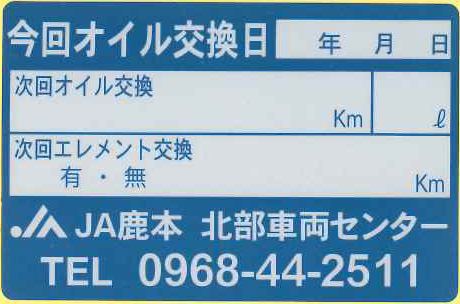 今回オイル交換日 年 月 日
次回オイル交換
Km ℓ
次回エレメント交換
有・無 Km
JA鹿本 北部車両センター
TEL 0968-44-2511